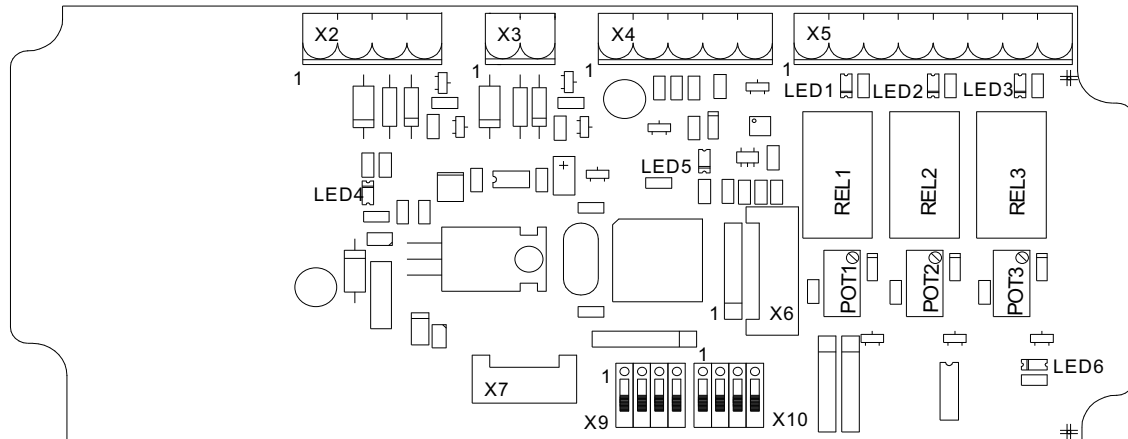 X2
X3
X4
X5
1
1
1
1
LED1
LED2
LED3
LED5
LED4
REL1
REL2
REL3
+
POT1
POT2
POT3
1
X6
1
1
LED6
X7
X9
X10